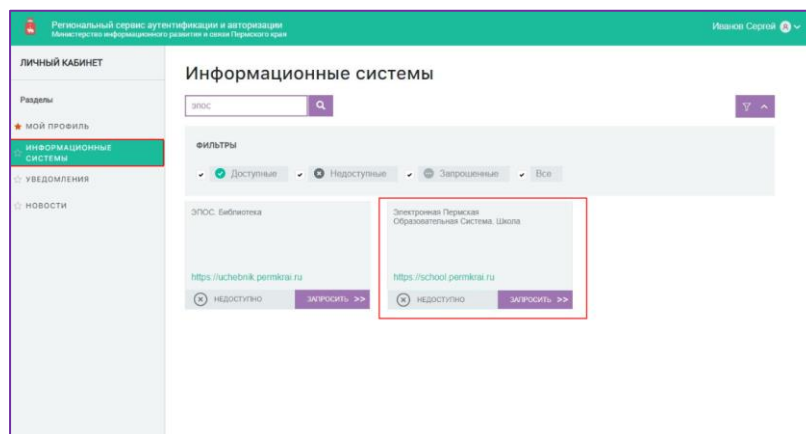 Региональный сервис аутентификации и авторизации
Министерство информационного развития и связи Пермского края
Иванов Сергей
ЛИЧНЫЙ КАБИНЕТ
Разделы
МОЙ ПРОФИЛЬ
ИНФОРМАЦИОННЫЕ
СИСТЕМЫ
УВЕДОМЛЕНИЯ
НОВОСТИ
Информационные системы
эпос
ФИЛЬТРЫ
Доступные
Недоступные
Запрошенные
Все
ЭПОС. Библиотека
https://uchebnik.permkrai.ru
НЕДОСТУПНО
ЗАПРОСИТЬ >>
Электронная Пермская
Образовательная Система. Школа
https://school.permkrai.ru
НЕДОСТУПНО
ЗАПРОСИТЬ >>